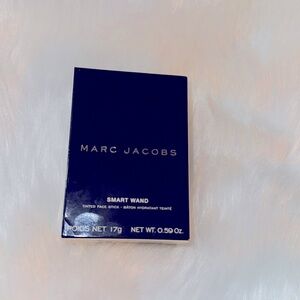 MARC JACOBS
SMART WAND
TINTED FACE STICK - BÂTON HYDRATANT TEINTÉ
POIDS NET 17g NET WT. 0.59 Oz.